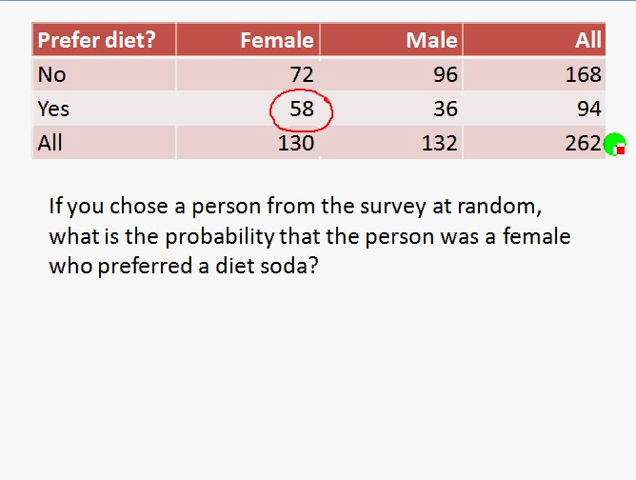 Prefer diet? Female Male All
No 72 96 168
Yes 58 36 94
All 130 132 262
If you chose a person from the survey at random,
what is the probability that the person was a female
who preferred a diet soda?